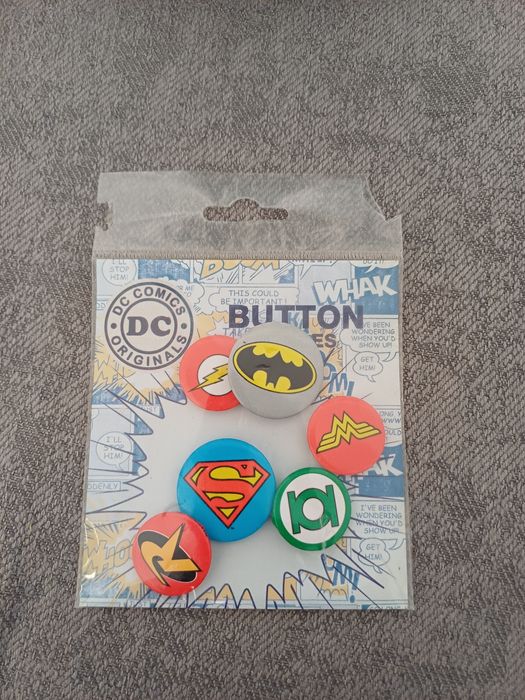 I'LL
STOP
HIM!
THIS COULD
BE IMPORTANT!
WHAK
DC COMICS
DC
ORIGINALS
BUTTON
I'VE BEEN
WONDERING
WHEN YOU'D
SHOW UP!
GET
HIM!
I'LL
STOP
HIM!
SUDDENLY
S
I'VE BEEN
WONDERING
WHEN YOU'D
SHOW UP!
GET
HIM!